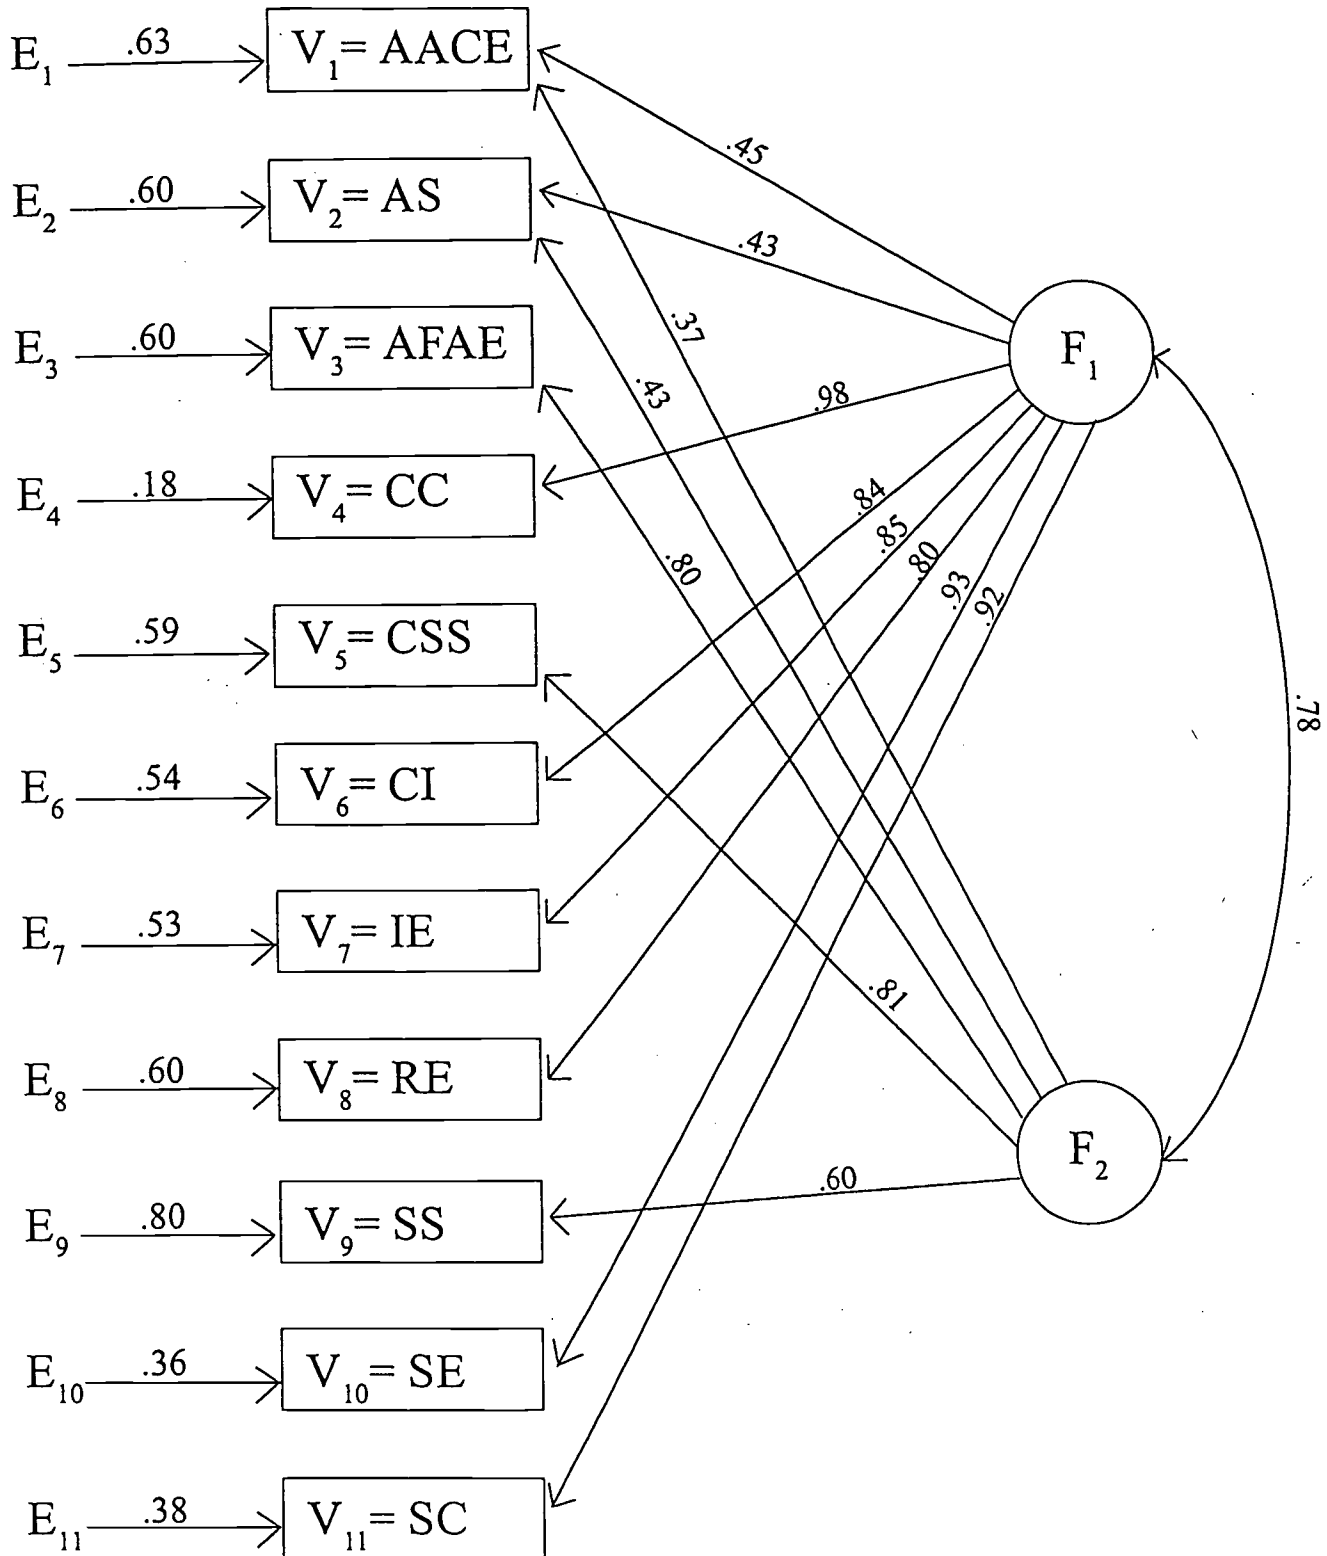 E1 .63 V1= AACE
.45
E2 .60 V2= AS
.43
E3 .60 V3= AFAE
.37
F1
.43
.98
E4 .18 V4= CC
.84
.85
.80
.80
.93
.92
E5 .59 V5= CSS
.78
E6 .54 V6= CI
E7 .53 V7= IE
.81
E8 .60 V8= RE
F2
.60
E9 .80 V9= SS
E10 .36 V10= SE
E11 .38 V11= SC